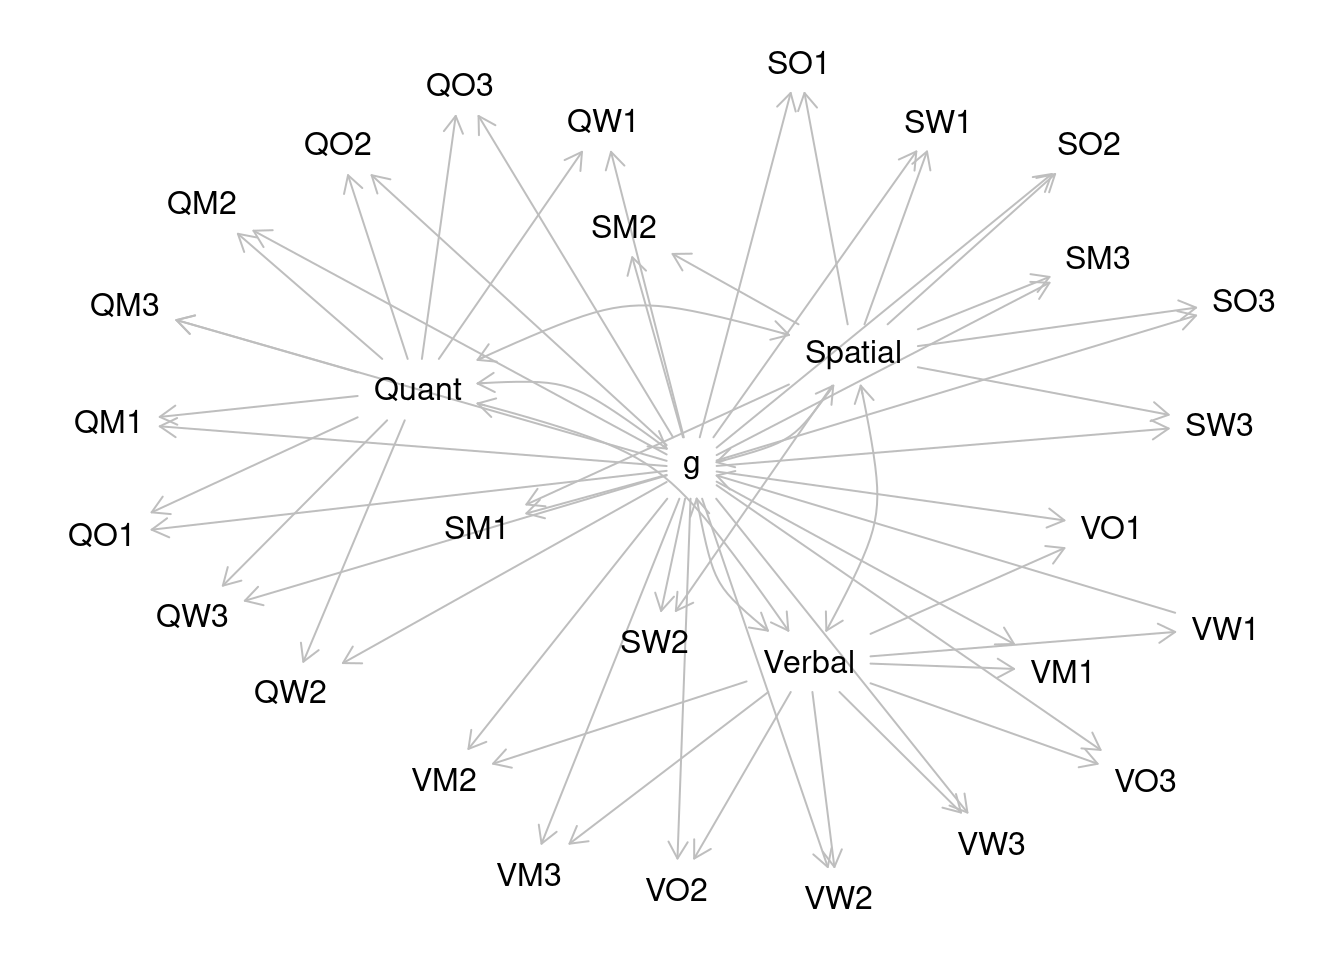 SO1
QO3
QW1
SW1
QO2
SO2
QM2
SM2
SM3
QM3
SO3
Spatial
Quant
QM1
SW3
g
SM1
VO1
QO1
QW3
VW1
SW2
Verbal
VM1
QW2
VM2
VO3
VW3
VM3
VO2
VW2